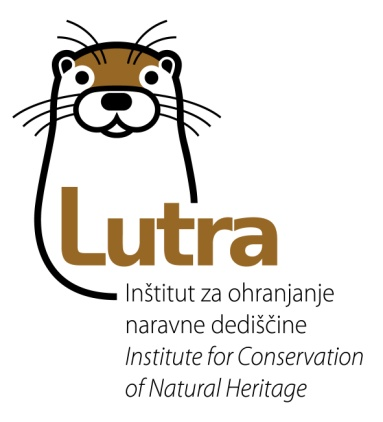 Lutra
Inštitut za ohranjanje
naravne dediščine
Institute for Conservation
of Natural Heritage